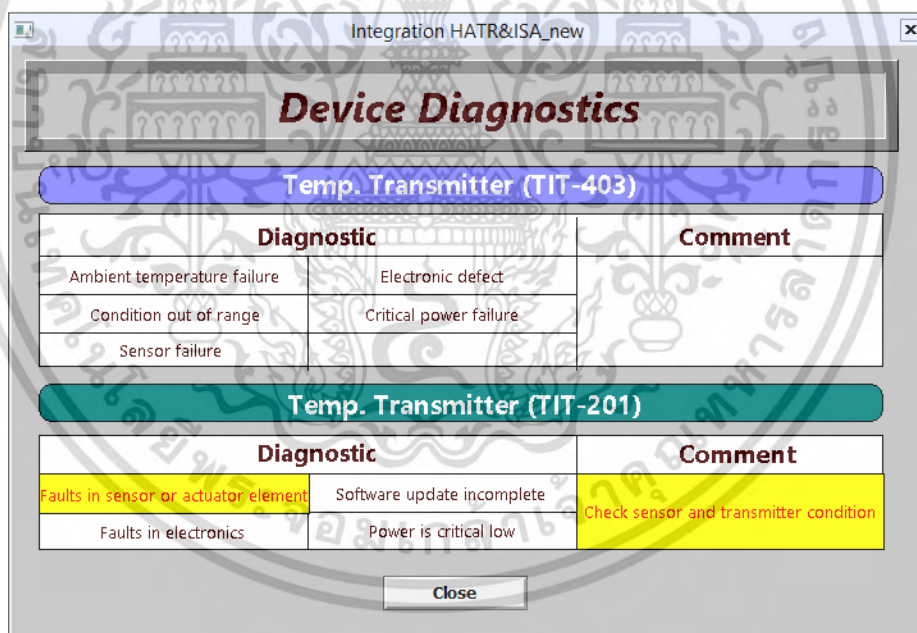 Integration HATR&ISA_new
x
Device Diagnostics
Temp. Transmitter (TIT-403)
Diagnostic Comment
Ambient temperature failure Electronic defect
Condition out of range Critical power failure
Sensor failure
Temp. Transmitter (TIT-201)
Diagnostic Comment
Faults in sensor or actuator element Software update incomplete Check sensor and transmitter condition
Faults in electronics Power is critical low
Close